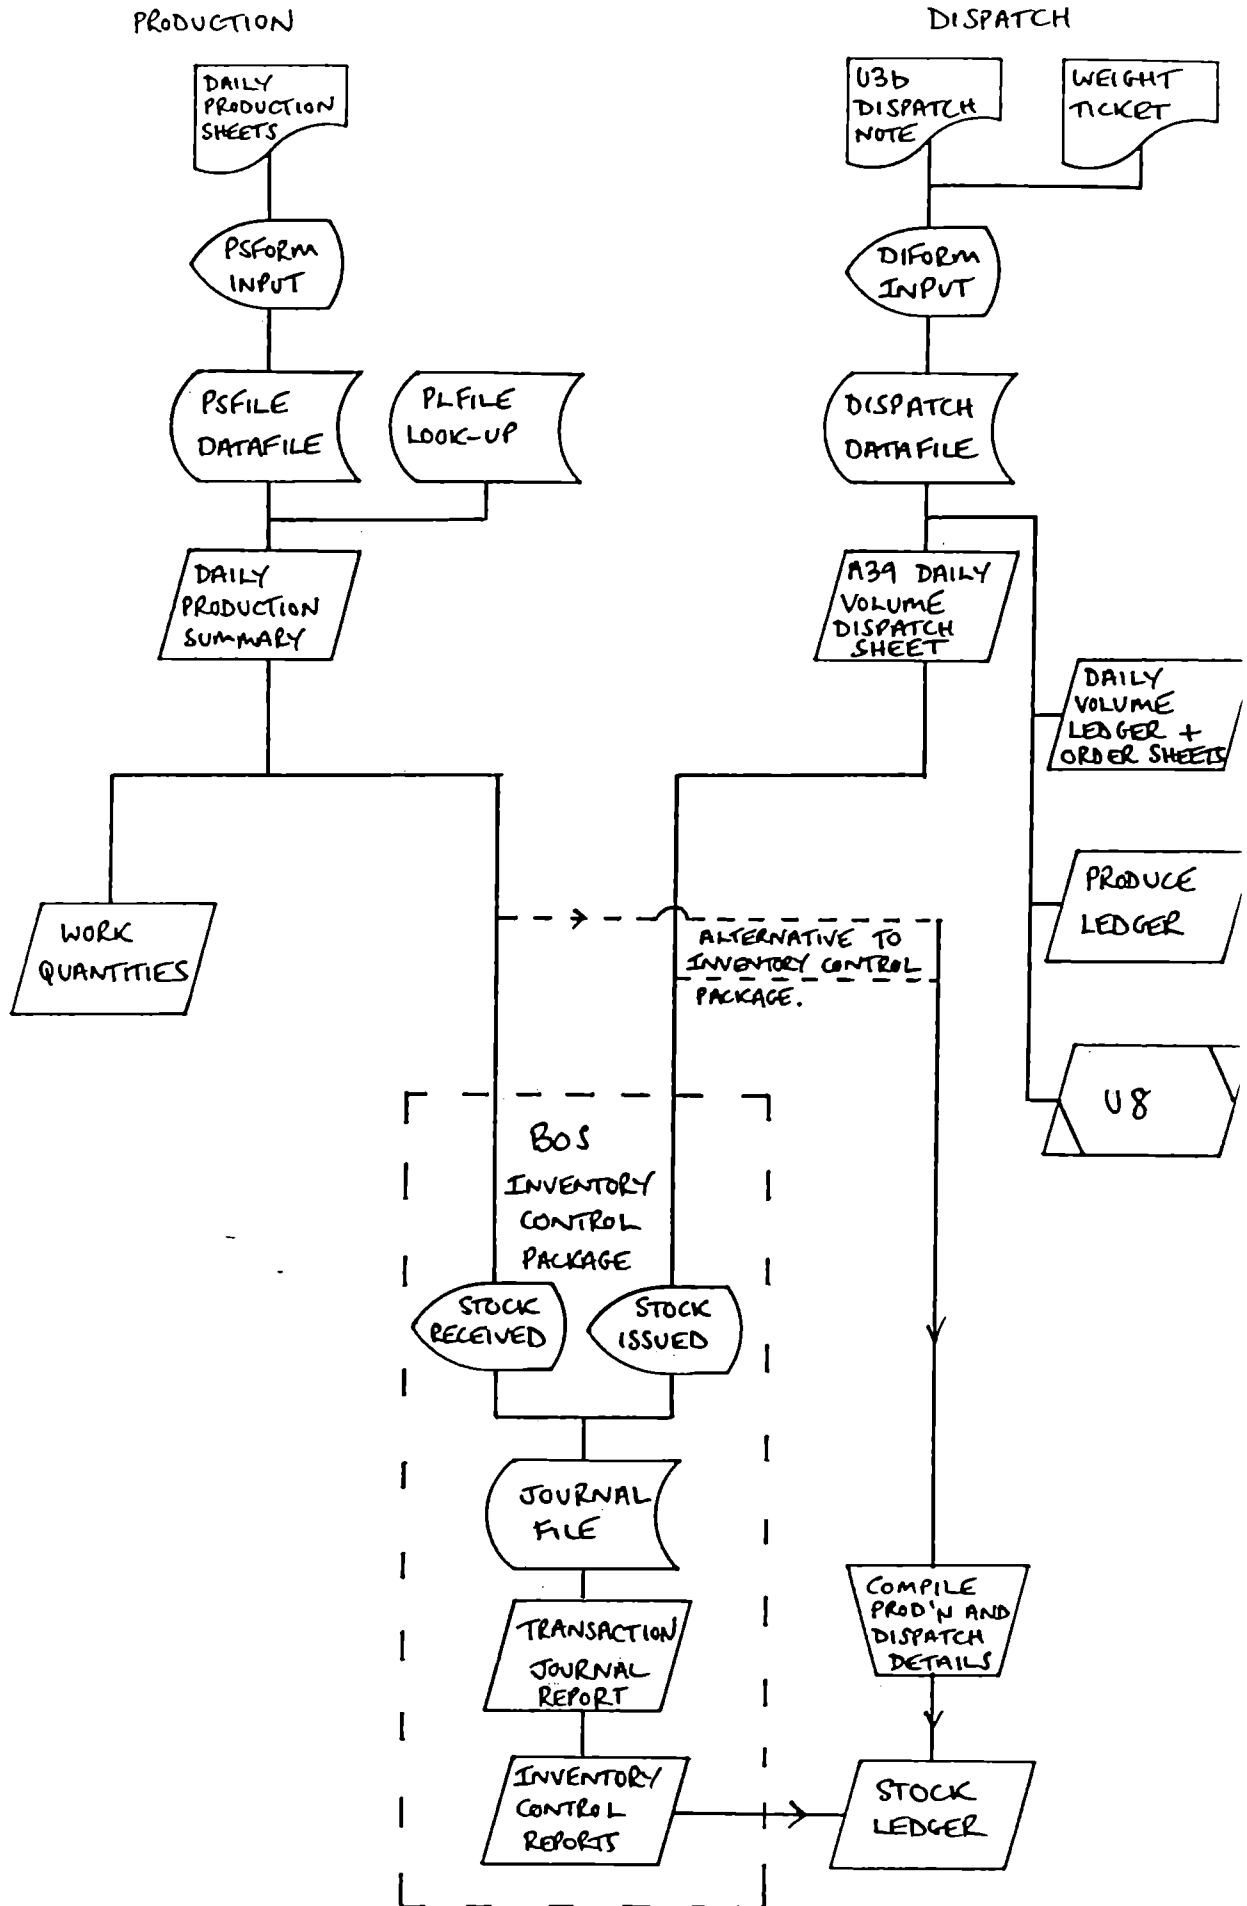 PRODUCTION
DISPATCH
DAILY
PRODUCTION
SHEETS
U3b
DISPATCH
NOTE
WEIGHT
TICKET
PSFORM
INPUT
DIFORM
INPUT
PSFILE
DATAFILE
PLFILE
LOOK-UP
DISPATCH
DATAFILE
DAILY
PRODUCTION
SUMMARY
A39 DAILY
VOLUME
DISPATCH
SHEET
DAILY
VOLUME
LEDGER +
ORDER SHEETS
WORK
QUANTITIES
PRODUCE
LEDGER
ALTERNATIVE TO
INVENTORY CONTROL
PACKAGE.
U8
BOS
INVENTORY
CONTROL
PACKAGE
STOCK
RECEIVED
STOCK
ISSUED
JOURNAL
FILE
COMPILE
PROD'N AND
DISPATCH
DETAILS
TRANSACTION
JOURNAL
REPORT
INVENTORY
CONTROL
REPORTS
STOCK
LEDGER